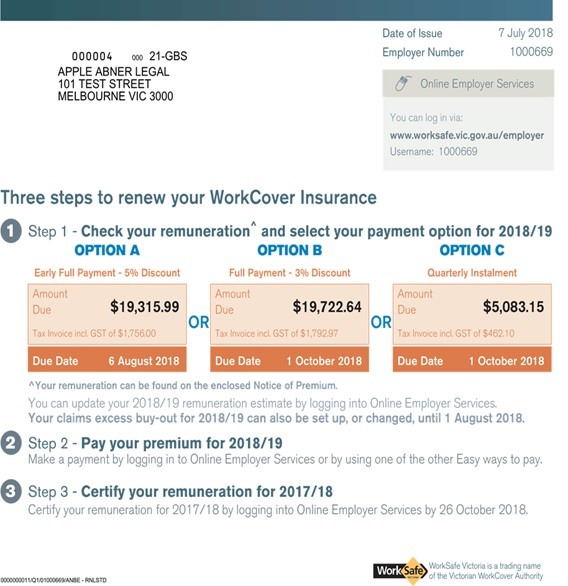 Date of Issue 7 July 2018
Employer Number 1000669
000004 000 21-GBS
APPLE ABNER LEGAL
101 TEST STREET
MELBOURNE VIC 3000
Online Employer Services
You can log in via:
www.worksafe.vic.gov.au/employer
Username: 1000669
Three steps to renew your WorkCover Insurance
1 Step 1 - Check your remuneration^ and select your payment option for 2018/19
OPTION A OPTION B OPTION C
Early Full Payment - 5% Discount Full Payment - 3% Discount Quarterly Instalment
Amount Due $19,315.99 OR Amount Due $19,722.64 OR Amount Due $5,083.15
Tax Invoice incl. GST of $1,756.00 Tax Invoice incl. GST of $1,792.97 Tax Invoice incl. GST of $462.10
Due Date 6 August 2018 Due Date 1 October 2018 Due Date 1 October 2018
^Your remuneration can be found on the enclosed Notice of Premium.
You can update your 2018/19 remuneration estimate by logging into Online Employer Services.
Your claims excess buy-out for 2018/19 can also be set up, or changed, until 1 August 2018.
2 Step 2 - Pay your premium for 2018/19
Make a payment by logging in to Online Employer Services or by using one of the other Easy ways to pay.
3 Step 3 - Certify your remuneration for 2017/18
Certify your remuneration for 2017/18 by logging into Online Employer Services by 26 October 2018.
WorkSafe
WorkSafe Victoria is a trading name
of the Victorian WorkCover Authority